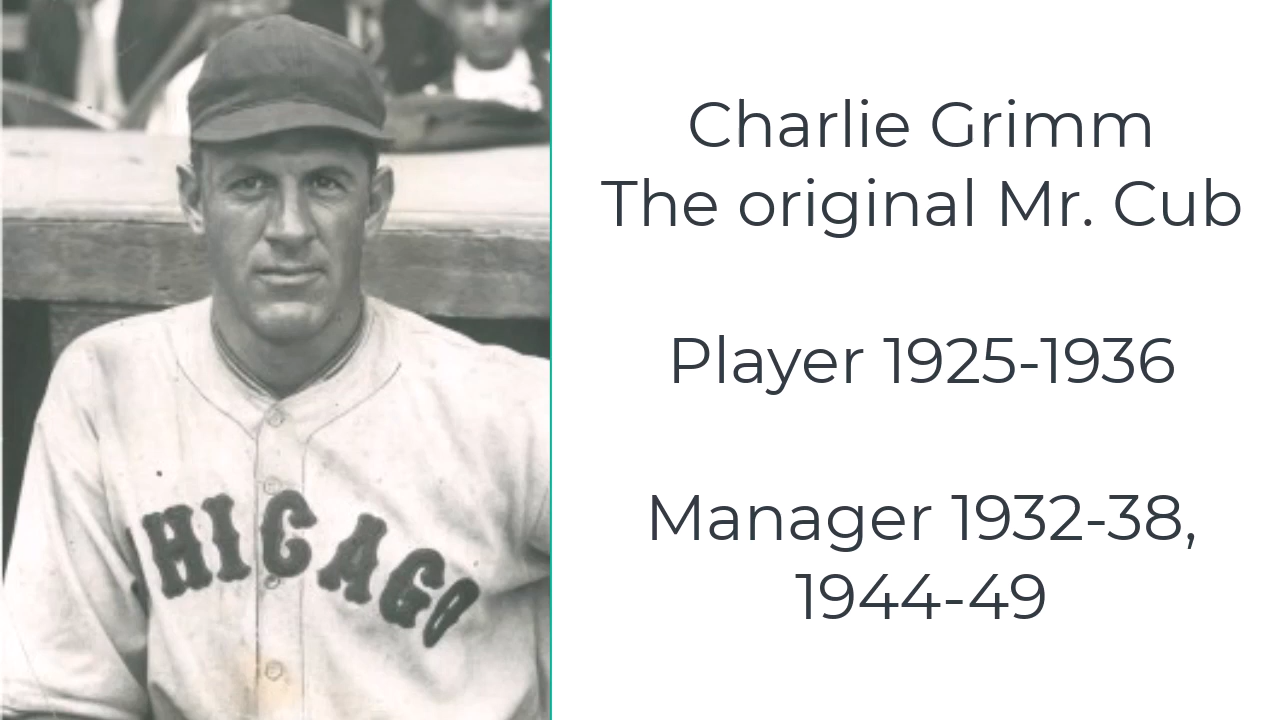 Charlie Grimm
The original Mr. Cub
Player 1925-1936
Manager 1932-38,
1944-49
CHICAGO